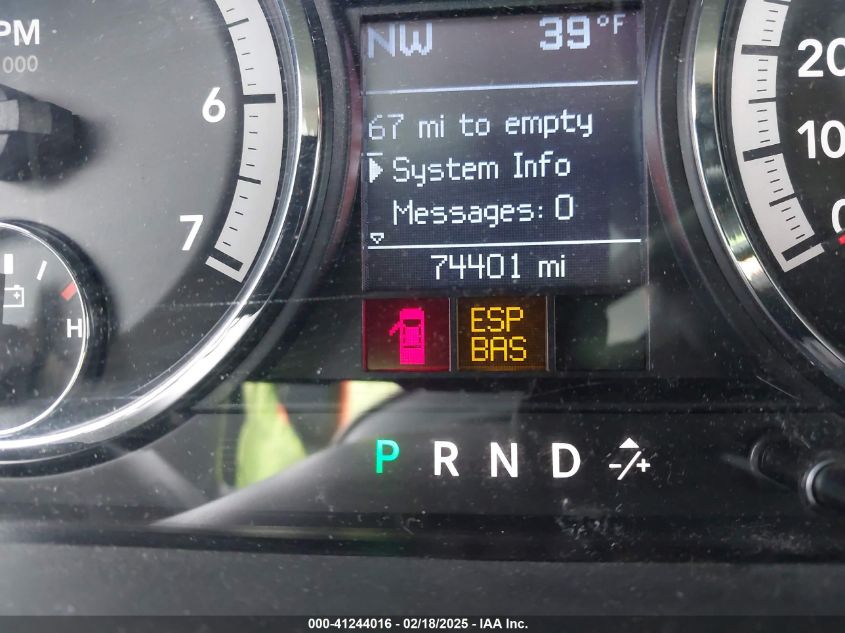 PM
000
6
7
H
NW 39°F
67 mi to empty
System Info
Messages: 0
74401 mi
ESP
BAS
P R N D -/+
20
10
0
000-41244016 - 02/18/2025 - IAA Inc.